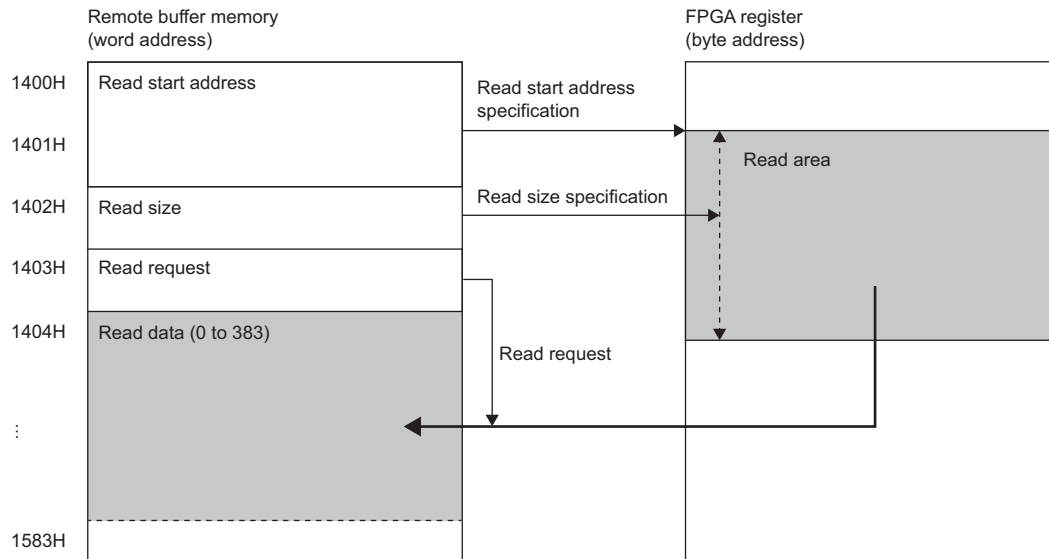 Remote buffer memory
(word address)
FPGA register
(byte address)
1400H
Read start address
Read start address
specification
1401H
Read area
1402H
Read size
Read size specification
1403H
Read request
1404H
Read data (0 to 383)
Read request
⋮
1583H